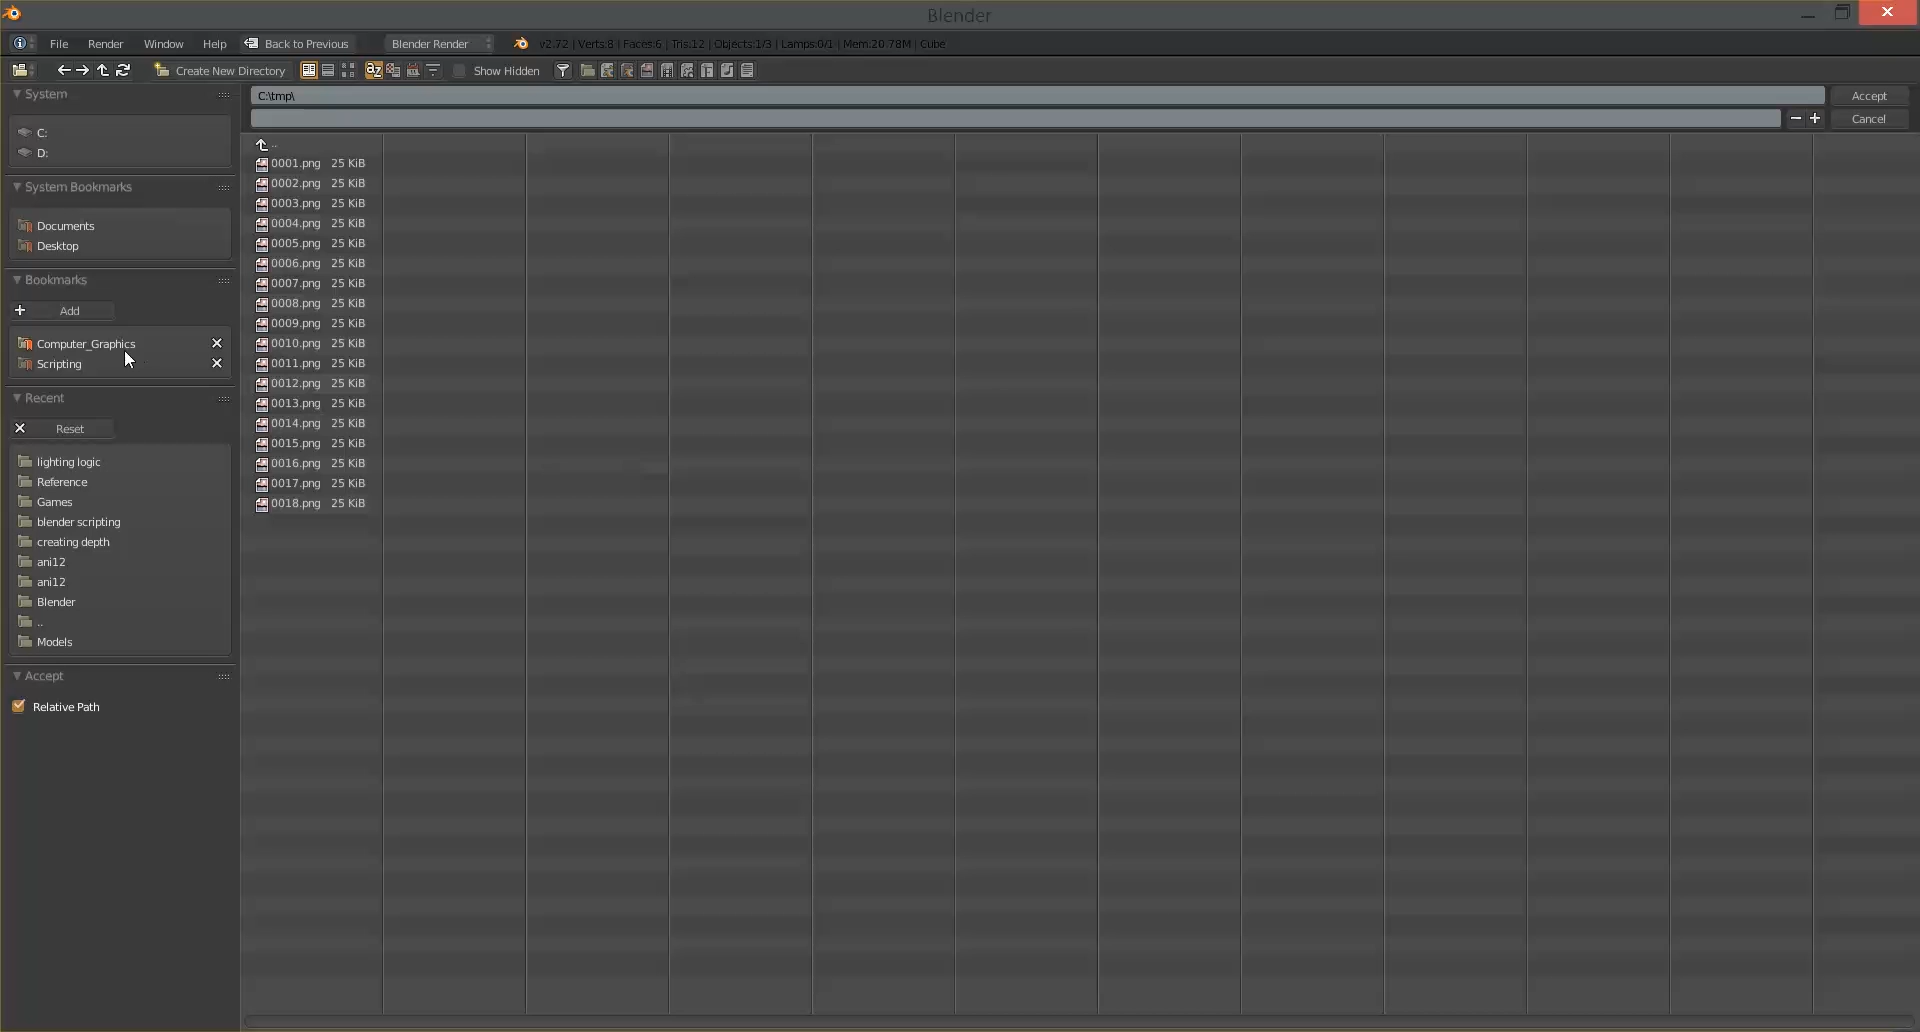 Blender
File Render Window Help Back to Previous Blender Render v2.72 | Verts:8 | Faces:6 | Tris:12 | Objects:1/3 | Lamps:0/1 | Mem:20.78M | Cube
Create New Directory Show Hidden
System
C:
D:
System Bookmarks
Documents
Desktop
Bookmarks
Add
Computer_Graphics
Scripting
Recent
Reset
lighting logic
Reference
Games
blender scripting
creating depth
ani12
ani12
Blender
..
Models
Accept
Relative Path
C:\tmp\
Accept
Cancel
..
0001.png 25 KiB
0002.png 25 KiB
0003.png 25 KiB
0004.png 25 KiB
0005.png 25 KiB
0006.png 25 KiB
0007.png 25 KiB
0008.png 25 KiB
0009.png 25 KiB
0010.png 25 KiB
0011.png 25 KiB
0012.png 25 KiB
0013.png 25 KiB
0014.png 25 KiB
0015.png 25 KiB
0016.png 25 KiB
0017.png 25 KiB
0018.png 25 KiB